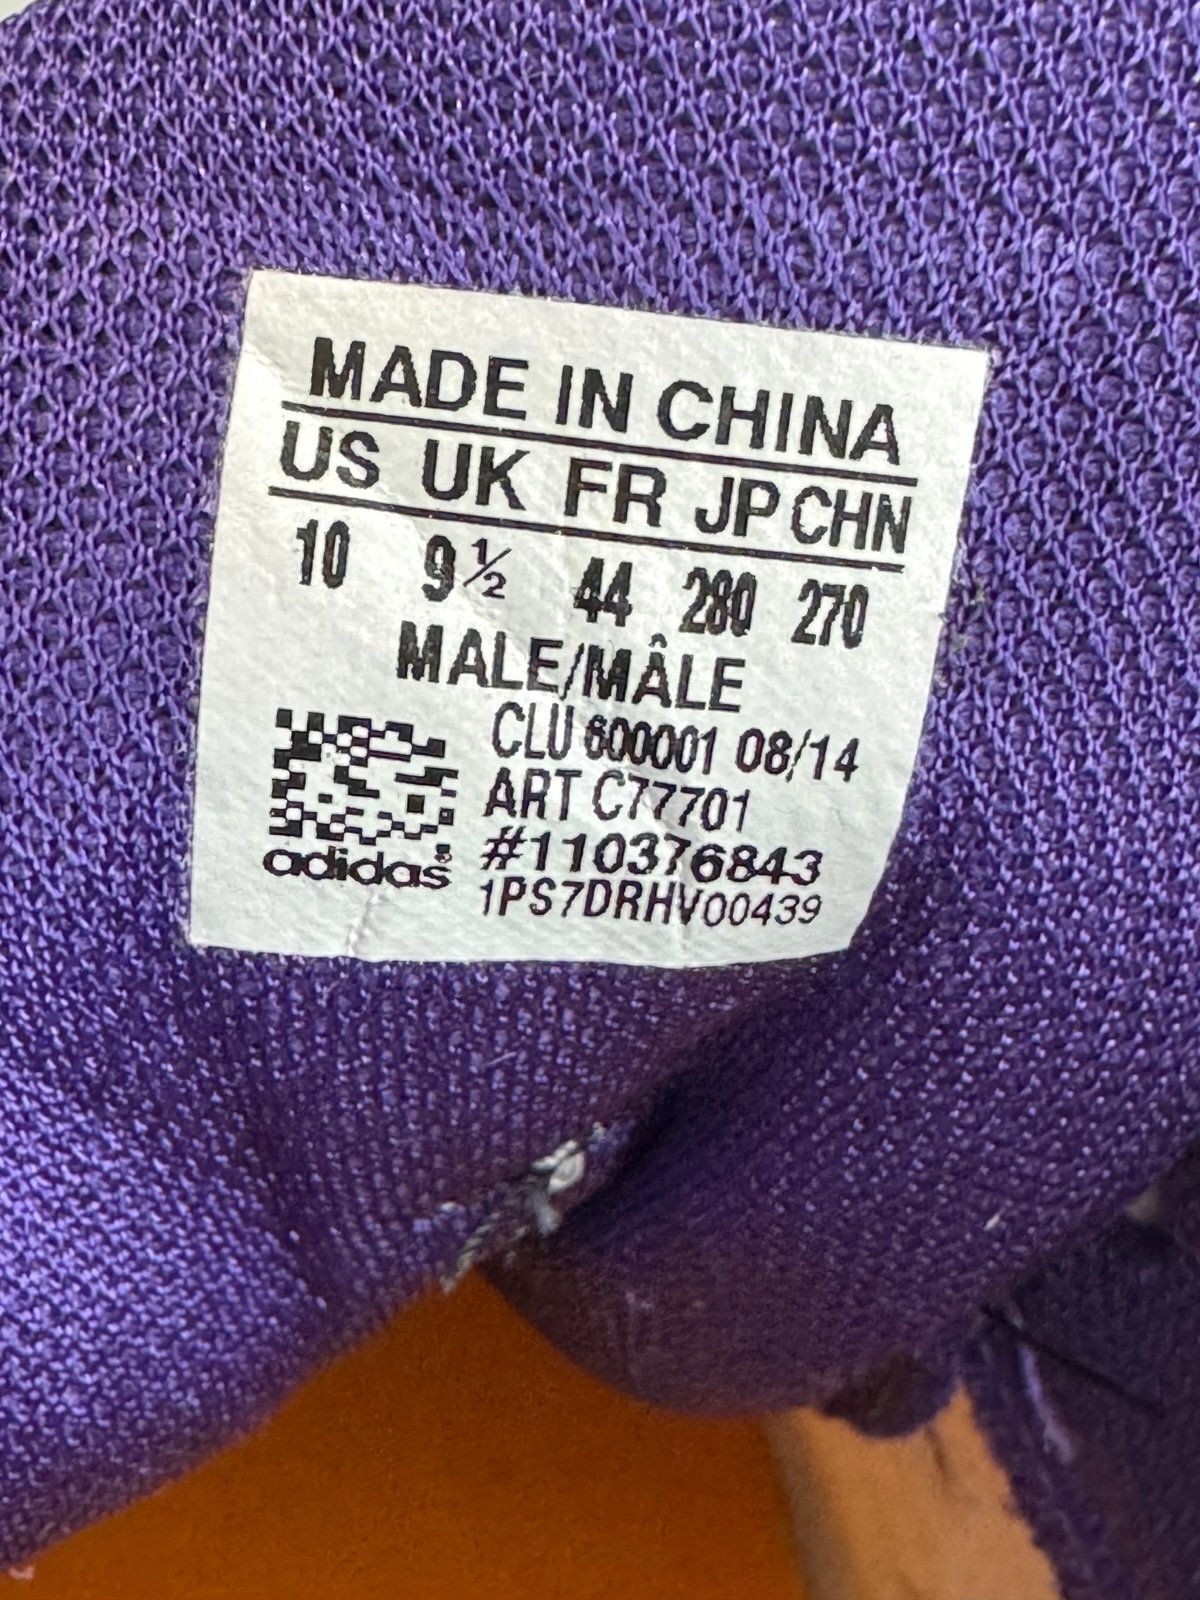 MADE IN CHINA
US UK FR JP CHN
10 9½ 44 280 270
MALE/MÂLE
CLU 600001 08/14
ART C77701
#110376843
adidas
1PS7DRHV00439